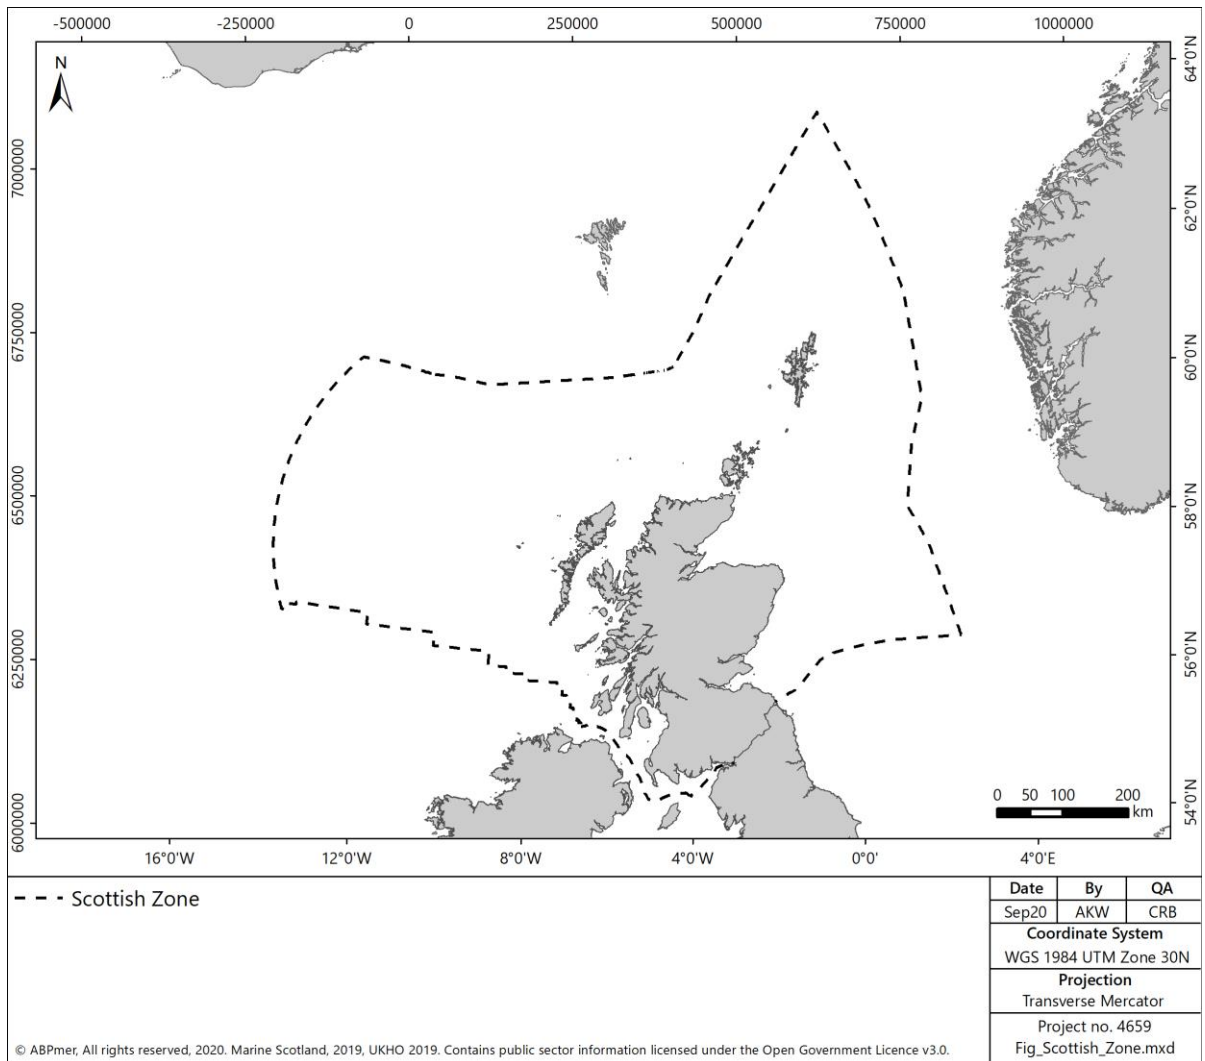 -500000 -250000 0 250000 500000 750000 1000000
N
64°0'N
7000000
62°0'N
6750000
60°0'N
6500000
58°0'N
6250000
56°0'N
0 50 100 200
km
54°0'N
6000000
16°0'W 12°0'W 8°0'W 4°0'W 0°0' 4°0'E
Scottish Zone
Date By QA
Sep20 AKW CRB
Coordinate System
WGS 1984 UTM Zone 30N
Projection
Transverse Mercator
Project no. 4659
Fig_Scottish_Zone.mxd
© ABPmer, All rights reserved, 2020. Marine Scotland, 2019, UKHO 2019. Contains public sector information licensed under the Open Government Licence v3.0.